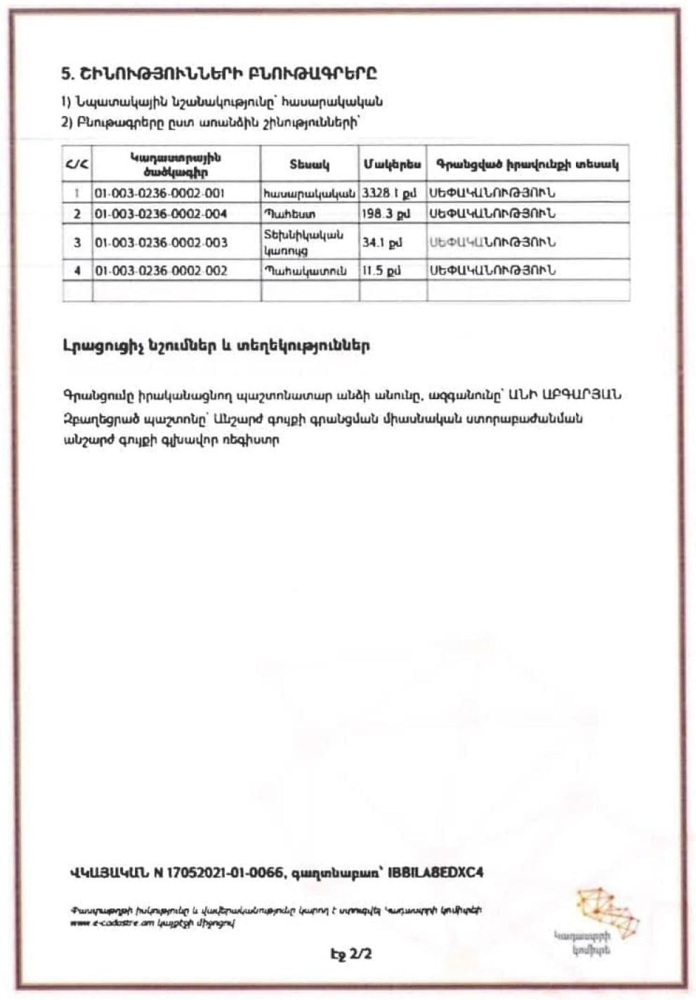 5. ՇԻՆՈՒԹՅՈՒՆՆԵՐԻ ԲՆՈՒԹԱԳՐԵՐԸ
1) Նպատակային նշանակությունը՝ հասարակական
2) Բնութագրերը ըստ առանձին շինությունների՝
Հ/Հ Կադաստրային ծածկագիր Տեսակ Մակերես Գրանցված իրավունքի տեսակ
1 01-003-0236-0002-001 հասարակական 3328.1 քմ ՍԵՓԱԿԱՆՈՒԹՅՈՒՆ
2 01-003-0236-0002-004 Պահեստ 198.3 քմ ՍԵՓԱԿԱՆՈՒԹՅՈՒՆ
3 01-003-0236-0002-003 Տեխնիկական կառույց 34.1 քմ ՍԵՓԱԿԱՆՈՒԹՅՈՒՆ
4 01-003-0236-0002-002 Պահակատուն 11.5 քմ ՍԵՓԱԿԱՆՈՒԹՅՈՒՆ
Լրացուցիչ նշումներ և տեղեկություններ
Գրանցումը իրականացնող պաշտոնատար անձի անունը, ազգանունը՝ ԱՆԻ ԱԲԳԱՐՅԱՆ
Զբաղեցրած պաշտոնը՝ Անշարժ գույքի գրանցման միասնական ստորաբաժանման
անշարժ գույքի գլխավոր ռեգիստր
ՎԿԱՅԱԿԱՆ N 17052021-01-0066, գաղտնաբառ՝ IBBILA8EDXC4
Փաստաթղթի իսկությունը և վավերականությունը կարող է ստուգվել Կադաստրի կոմիտեի
www.e-cadastre.am կայքէջի միջոցով
Կադաստրի
կոմիտե
Էջ 2/2